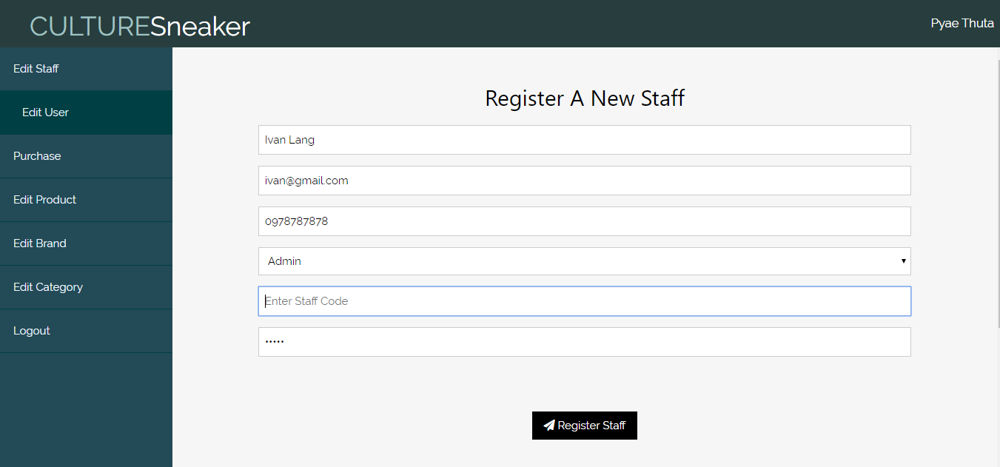 CULTURESneaker
Pyae Thuta
Edit Staff
Edit User
Purchase
Edit Product
Edit Brand
Edit Category
Logout
Register A New Staff
Ivan Lang
ivan@gmail.com
0978787878
Admin
Enter Staff Code
•••••
Register Staff